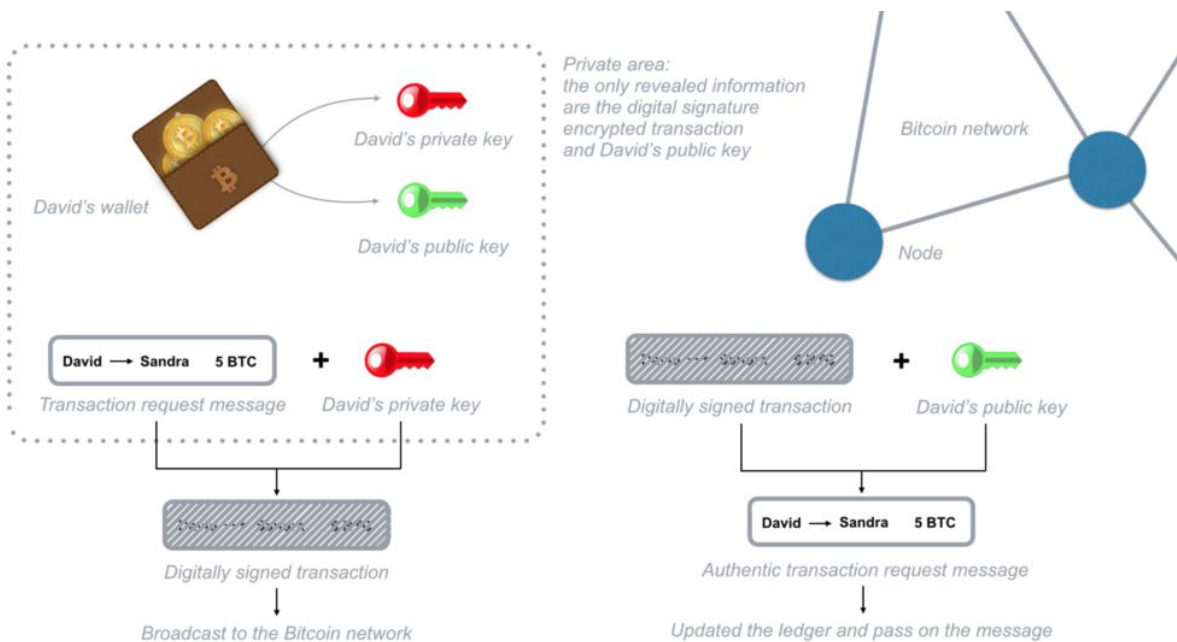 David's wallet
David's private key
David's public key
David → Sandra 5 BTC
+
Transaction request message
David's private key
Digitally signed transaction
Broadcast to the Bitcoin network
Private area:
the only revealed information
are the digital signature
encrypted transaction
and David's public key
Bitcoin network
Node
+
Digitally signed transaction
David's public key
David → Sandra 5 BTC
Authentic transaction request message
Updated the ledger and pass on the message